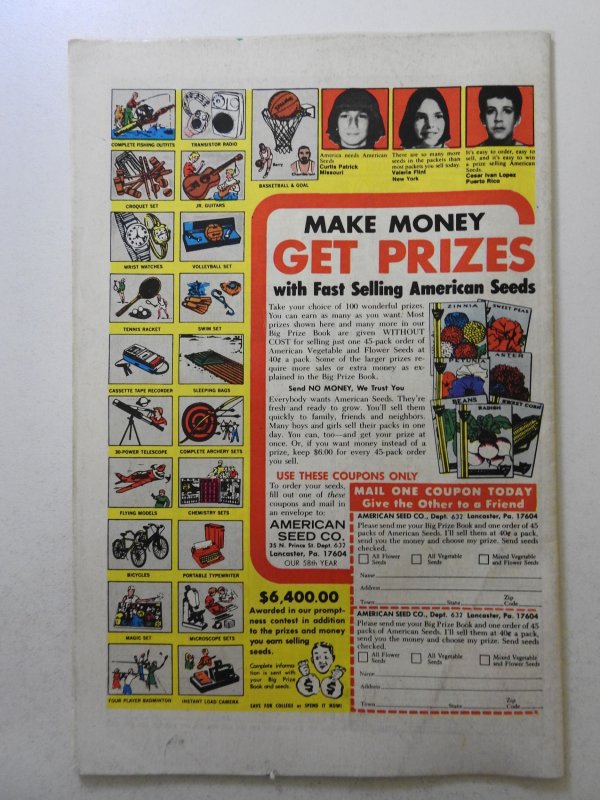 COMPLETE FISHING OUTFITS
TRANSISTOR RADIO
CROQUET SET
JR. GUITARS
WRIST WATCHES
VOLLEYBALL SET
TENNIS RACKET
SWIM SET
CASSETTE TAPE RECORDER
SLEEPING BAGS
30-POWER TELESCOPE
COMPLETE ARCHERY SETS
FLYING MODELS
CHEMISTRY SETS
BICYCLES
PORTABLE TYPEWRITER
MAGIC SET
MICROSCOPE SETS
FOUR PLAYER BADMINTON
INSTANT LOAD CAMERA
BASKETBALL & GOAL
America needs American
Seeds
Curtis Patrick
Missouri
There are so many more
seeds in the packets than
most packets you sell today.
Valerie Flint
New York
It's easy to order, easy to
sell, and it's easy to win
a prize selling American
Seeds.
Cesar Ivan Lopez
Puerto Rico
MAKE MONEY
GET PRIZES
with Fast Selling American Seeds
Take your choice of 100 wonderful prizes.
You can earn as many as you want. Most
prizes shown here and many more in our
Big Prize Book are given WITHOUT
COST for selling just one 45-pack order of
American Vegetable and Flower Seeds at
40¢ a pack. Some of the larger prizes re-
quire more sales or extra money as ex-
plained in the Big Prize Book.
Send NO MONEY, We Trust You
Everybody wants American Seeds. They're
fresh and ready to grow. You'll sell them
quickly to family, friends and neighbors.
Many boys and girls sell their packs in one
day. You can, too—and get your prize at
once. Or, if you want money instead of a
prize, keep $6.00 for every 45-pack order
you sell.
ZINNIA
SWEET PEAS
PETUNIA
ASTER
BEANS
RADISH
SWEET CORN
USE THESE COUPONS ONLY
To order your seeds,
fill out one of these
coupons and mail in
an envelope to:
AMERICAN
SEED CO.
35 N. Prince St. Dept. 632
Lancaster, Pa. 17604
OUR 58th YEAR
MAIL ONE COUPON TODAY
Give the Other to a Friend
AMERICAN SEED CO., Dept. 632 Lancaster, Pa. 17604
Please send me your Big Prize Book and one order of 45
packs of American Seeds. I'll sell them at 40¢ a pack,
send you the money and choose my prize. Send seeds
checked.
All Flower
Seeds
All Vegetable
Seeds
Mixed Vegetable
and Flower Seeds
Name
Address
Town State Zip
Code
AMERICAN SEED CO., Dept. 632 Lancaster, Pa. 17604
Please send me your Big Prize Book and one order of 45
packs of American Seeds. I'll sell them at 40¢ a pack,
send you the money and choose my prize. Send seeds
checked.
All Flower
Seeds
All Vegetable
Seeds
Mixed Vegetable
and Flower Seeds
Name
Address
Town State Zip
Code
$6,400.00
Awarded in our prompt-
ness contest in addition
to the prizes and money
you earn selling
seeds.
Complete informa-
tion is sent with
your Big Prize
Book and seeds.
$ $
SAVE FOR COLLEGE or SPEND IT NOW!